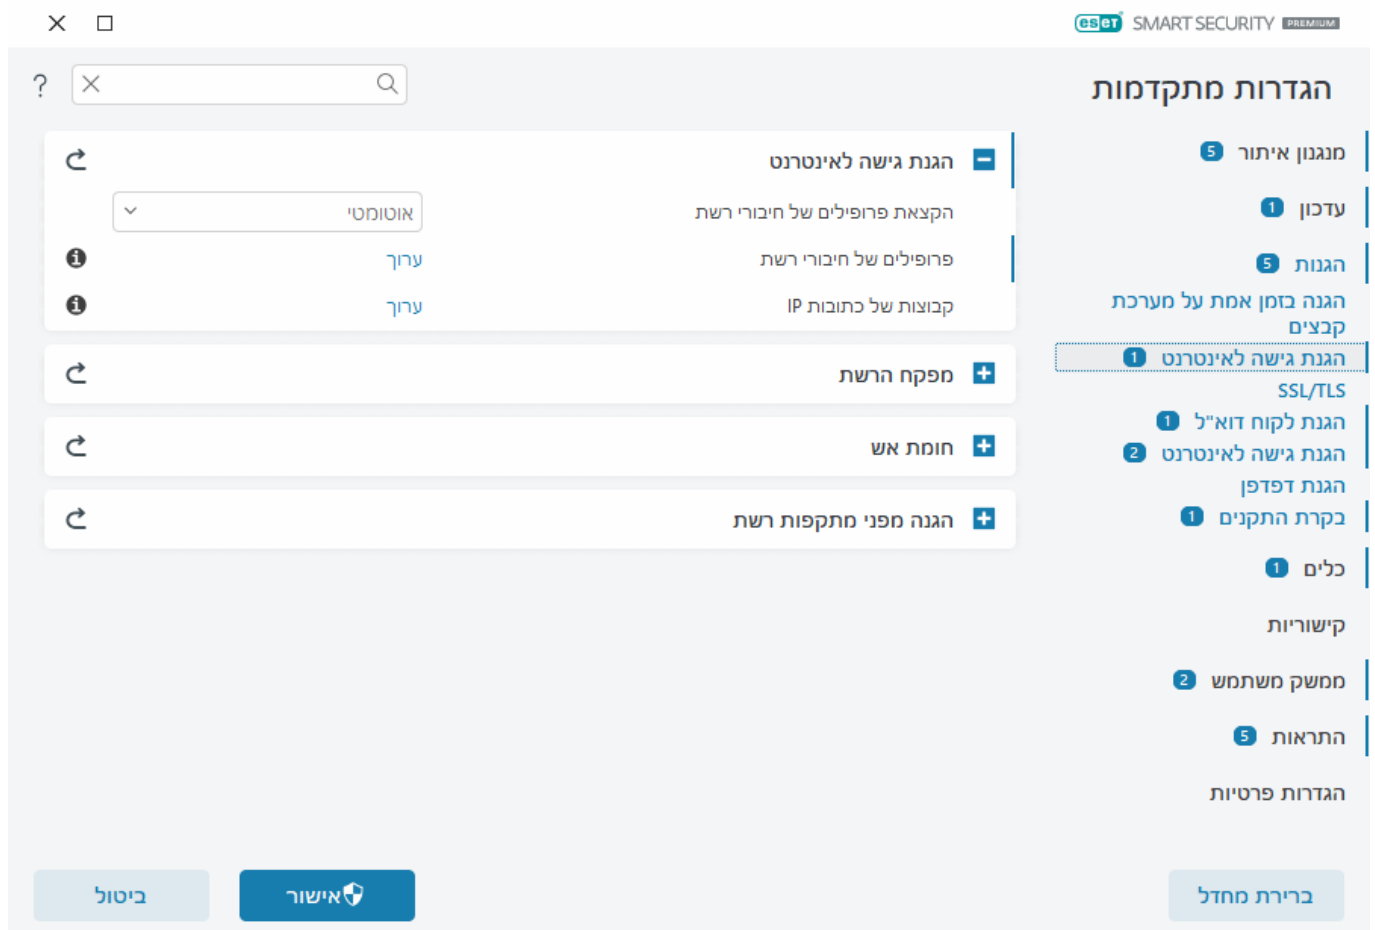 eset SMART SECURITY PREMIUM
הגדרות מתקדמות
?
מנגנון איתור 5
עדכון 1
הגנות 5
הגנה בזמן אמת על מערכת
קבצים
הגנת גישה לאינטרנט 1
SSL/TLS
הגנת לקוח דוא"ל 1
הגנת גישה לאינטרנט 2
הגנת דפדפן
בקרת התקנים 1
כלים 1
קישוריות
ממשק משתמש 2
התראות 5
הגדרות פרטיות
הגנת גישה לאינטרנט
הקצאת פרופילים של חיבורי רשת
אוטומטי
פרופילים של חיבורי רשת
ערוך
קבוצות של כתובות IP
ערוך
מפקח הרשת
חומת אש
הגנה מפני מתקפות רשת
ברירת מחדל
אישור
ביטול